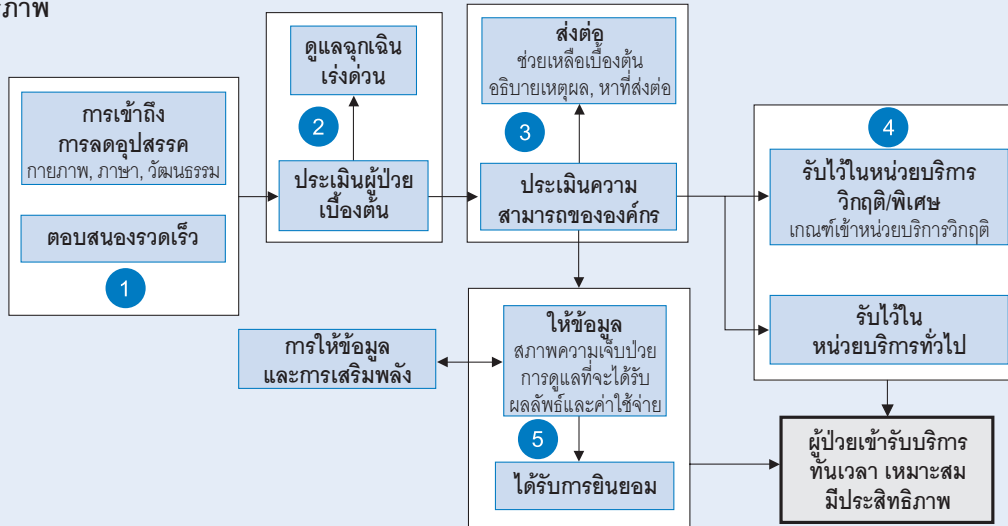 ภาพ
การเข้าถึง
การลดอุปสรรค
กายภาพ, ภาษา, วัฒนธรรม
ตอบสนองรวดเร็ว
1
ดูแลฉุกเฉิน
เร่งด่วน
2
ประเมินผู้ป่วย
เบื้องต้น
ส่งต่อ
ช่วยเหลือเบื้องต้น
อธิบายเหตุผล, หาที่ส่งต่อ
3
ประเมินความ
สามารถขององค์กร
4
รับไว้ในหน่วยบริการ
วิกฤติ/พิเศษ
เกณฑ์เข้าหน่วยบริการวิกฤติ
รับไว้ใน
หน่วยบริการทั่วไป
การให้ข้อมูล
และการเสริมพลัง
ให้ข้อมูล
สภาพความเจ็บป่วย
การดูแลที่จะได้รับ
ผลลัพธ์และค่าใช้จ่าย
5
ได้รับการยินยอม
ผู้ป่วยเข้ารับบริการ
ทันเวลา เหมาะสม
มีประสิทธิภาพ